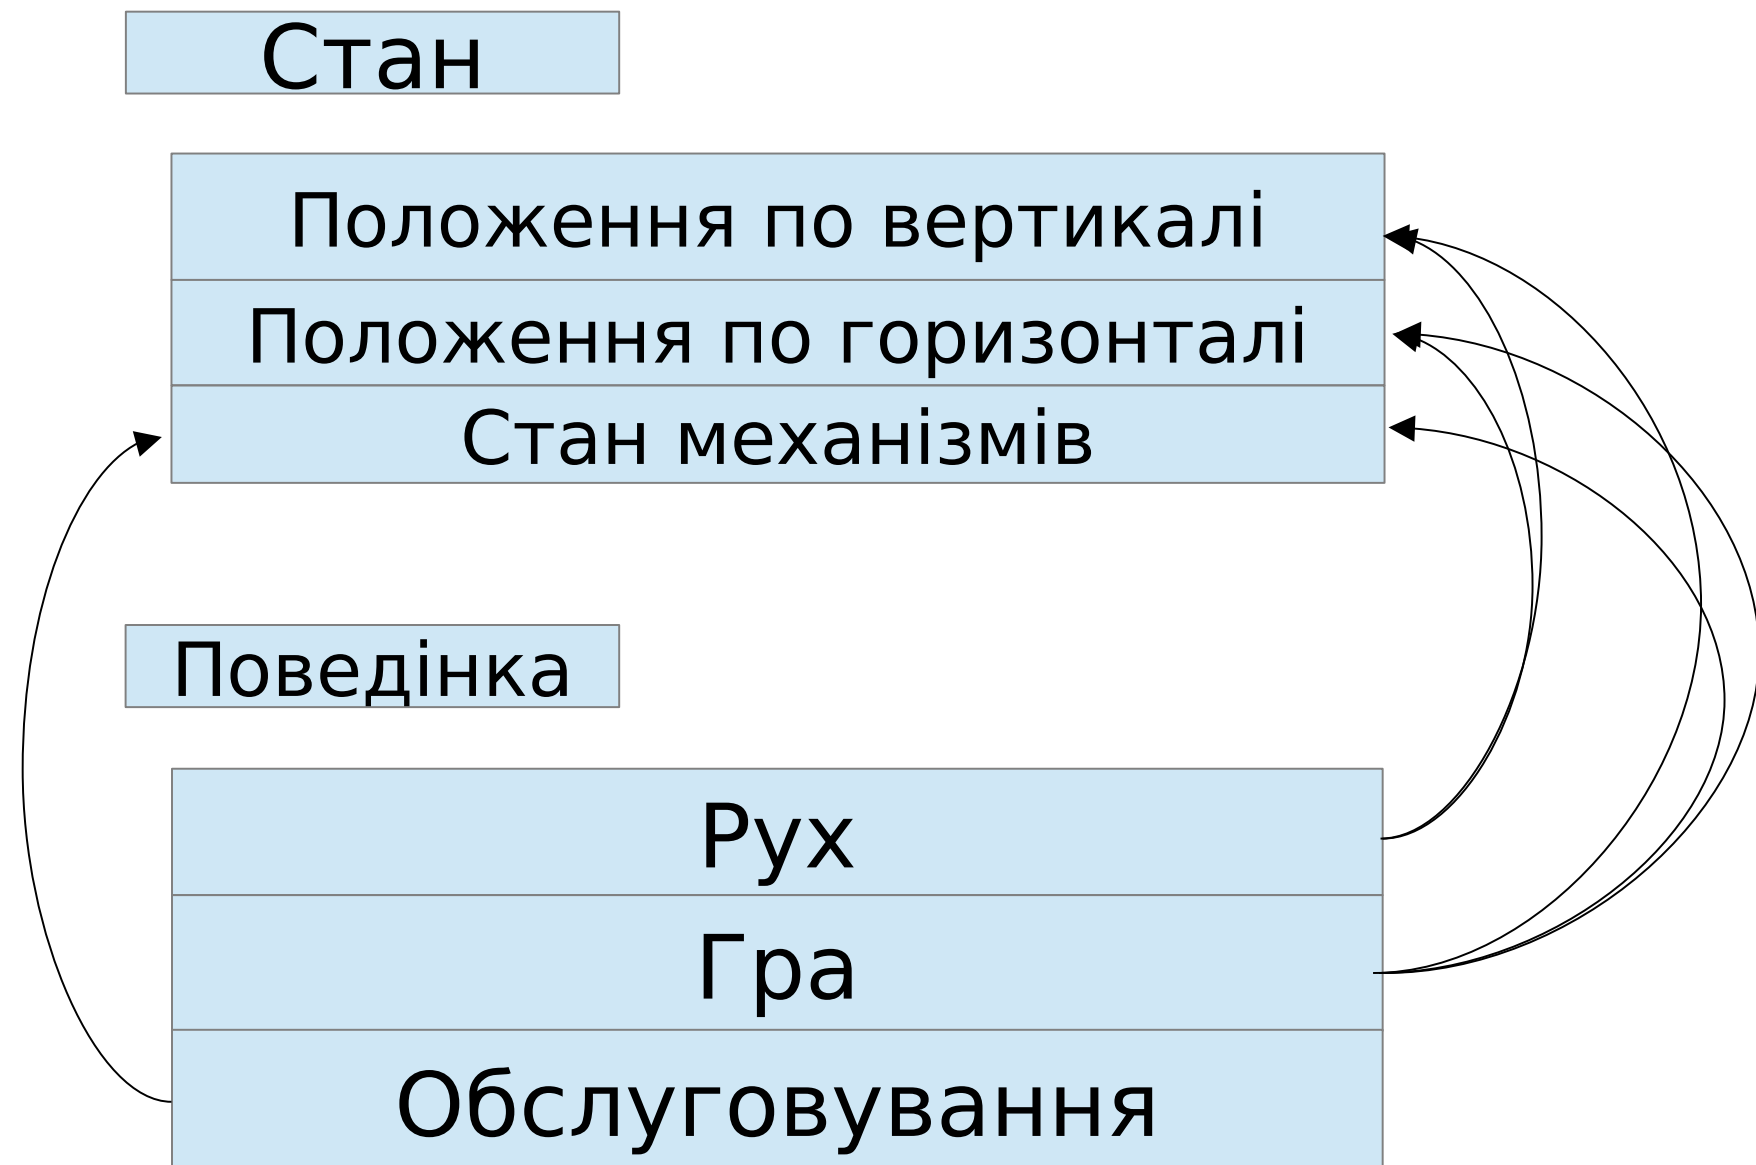 Стан
Положення по вертикалі
Положення по горизонталі
Стан механізмів
Поведінка
Рух
Гра
Обслуговування